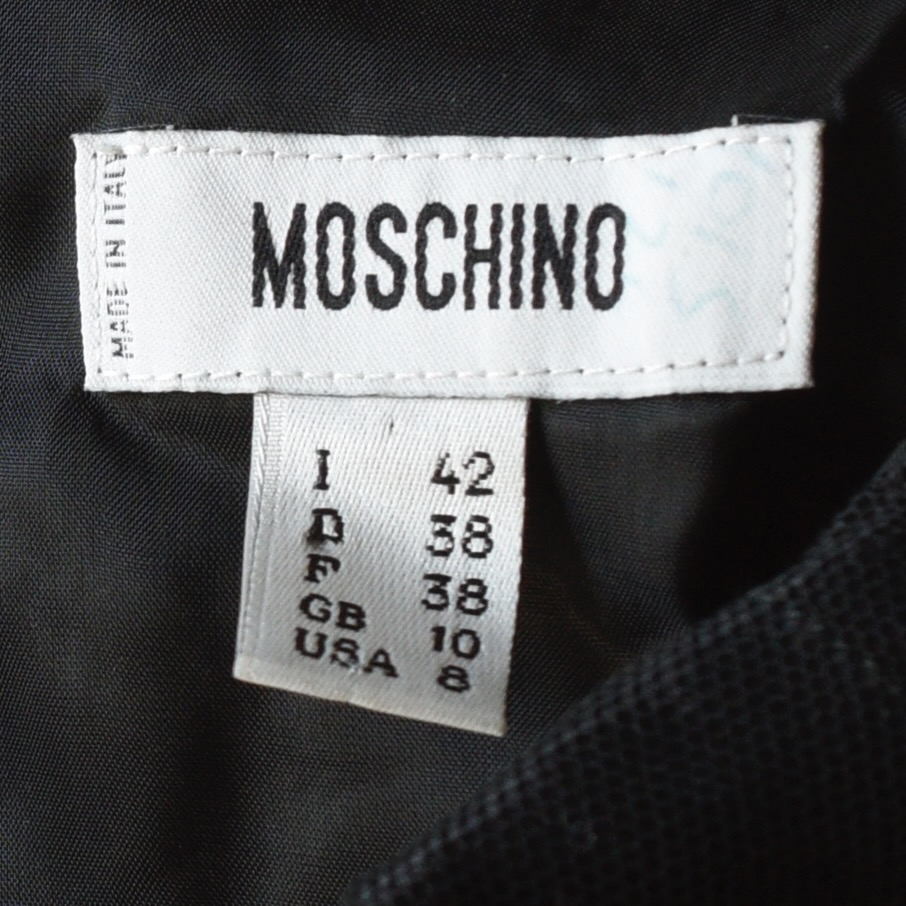 MADE IN ITALY
MOSCHINO
I 42
D 38
F 38
GB 10
USA 8